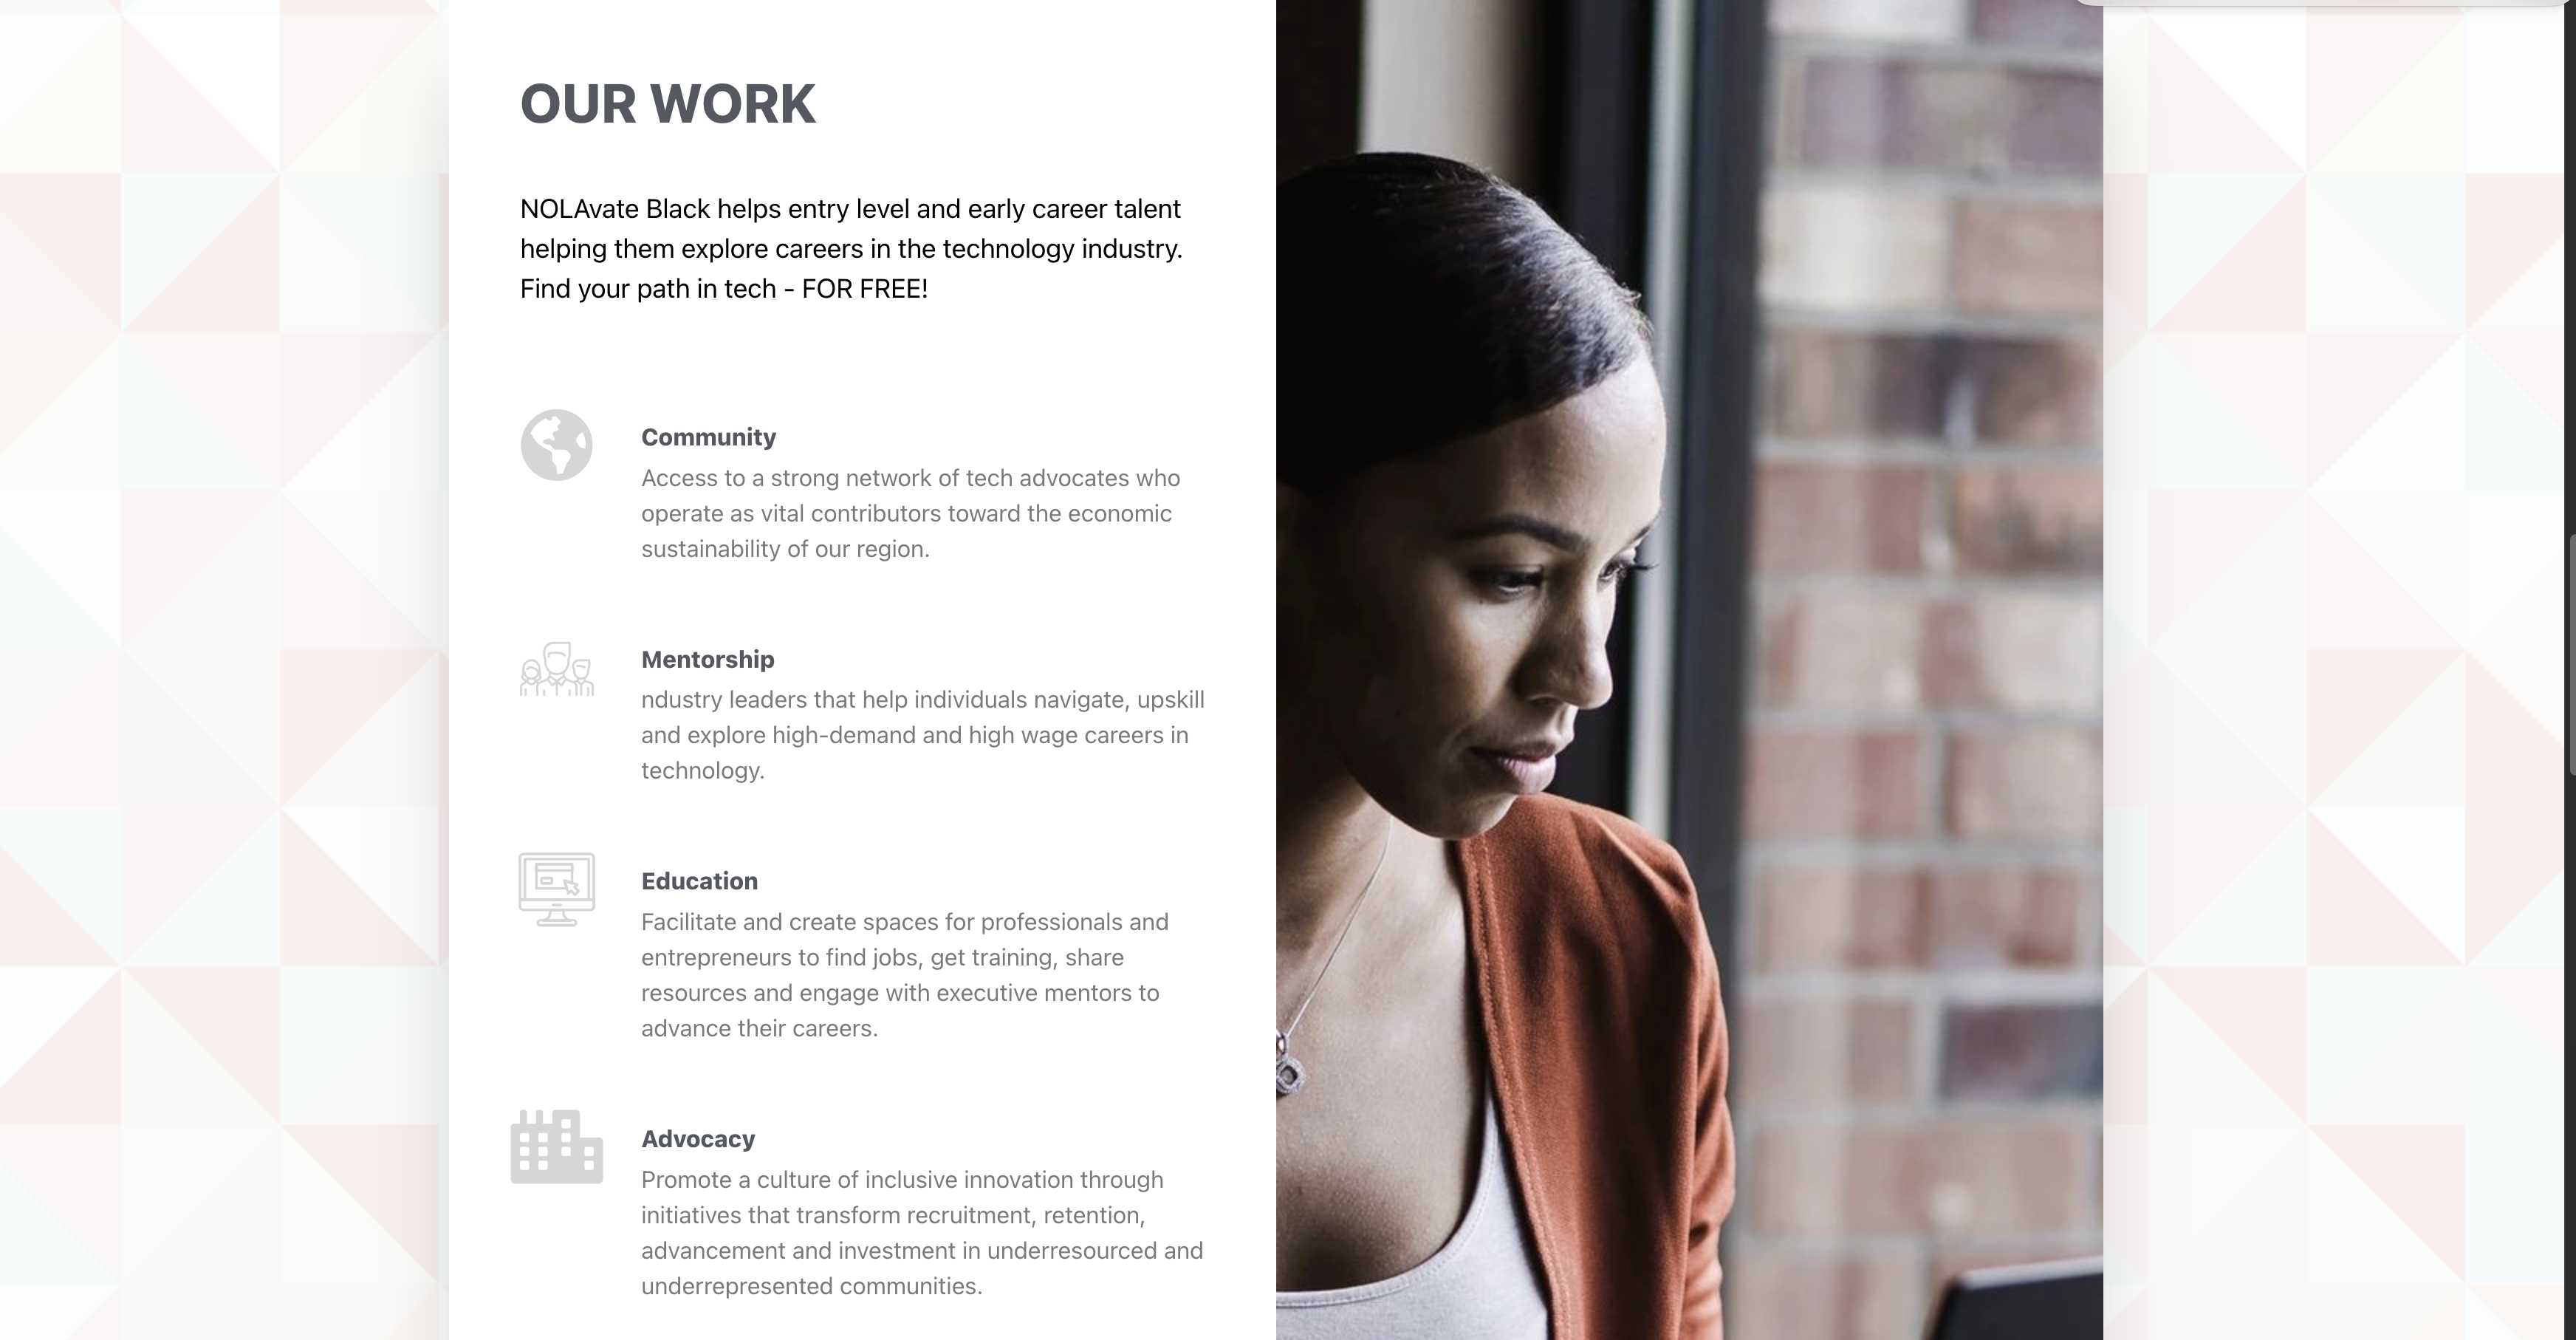 OUR WORK
NOLAvate Black helps entry level and early career talent
helping them explore careers in the technology industry.
Find your path in tech - FOR FREE!
Community
Access to a strong network of tech advocates who
operate as vital contributors toward the economic
sustainability of our region.
Mentorship
ndustry leaders that help individuals navigate, upskill
and explore high-demand and high wage careers in
technology.
Education
Facilitate and create spaces for professionals and
entrepreneurs to find jobs, get training, share
resources and engage with executive mentors to
advance their careers.
Advocacy
Promote a culture of inclusive innovation through
initiatives that transform recruitment, retention,
advancement and investment in underresourced and
underrepresented communities.